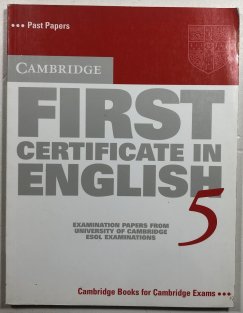 ••• Past Papers
CAMBRIDGE
FIRST
CERTIFICATE IN
ENGLISH
5
EXAMINATION PAPERS FROM
UNIVERSITY OF CAMBRIDGE
ESOL EXAMINATIONS
Cambridge Books for Cambridge Exams •••